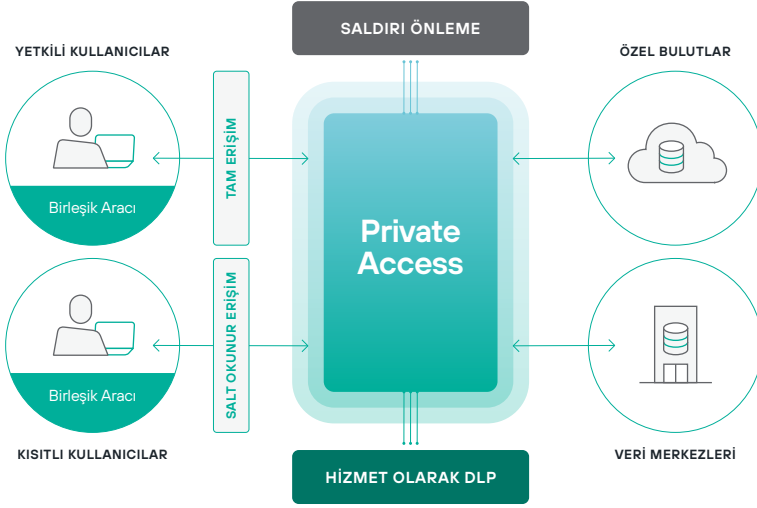 SALDIRI ÖNLEME
YETKİLİ KULLANICILAR
ÖZEL BULUTLAR
TAM ERİŞİM
Birleşik Aracı
Private
Access
SALT OKUNUR ERİŞİM
Birleşik Aracı
KISITLI KULLANICILAR
VERİ MERKEZLERİ
HİZMET OLARAK DLP